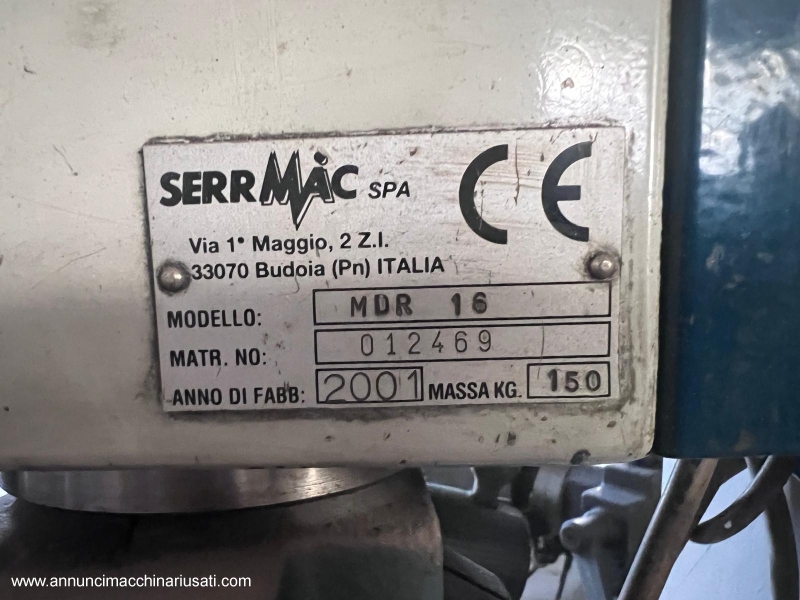 SERRMAC SPA CE
Via 1° Maggio, 2 Z.I.
33070 Budoia (Pn) ITALIA
MODELLO: MDR 16
MATR. NO: 012469
ANNO DI FABB: 2001 MASSA KG. 150
www.annuncimacchinariusati.com